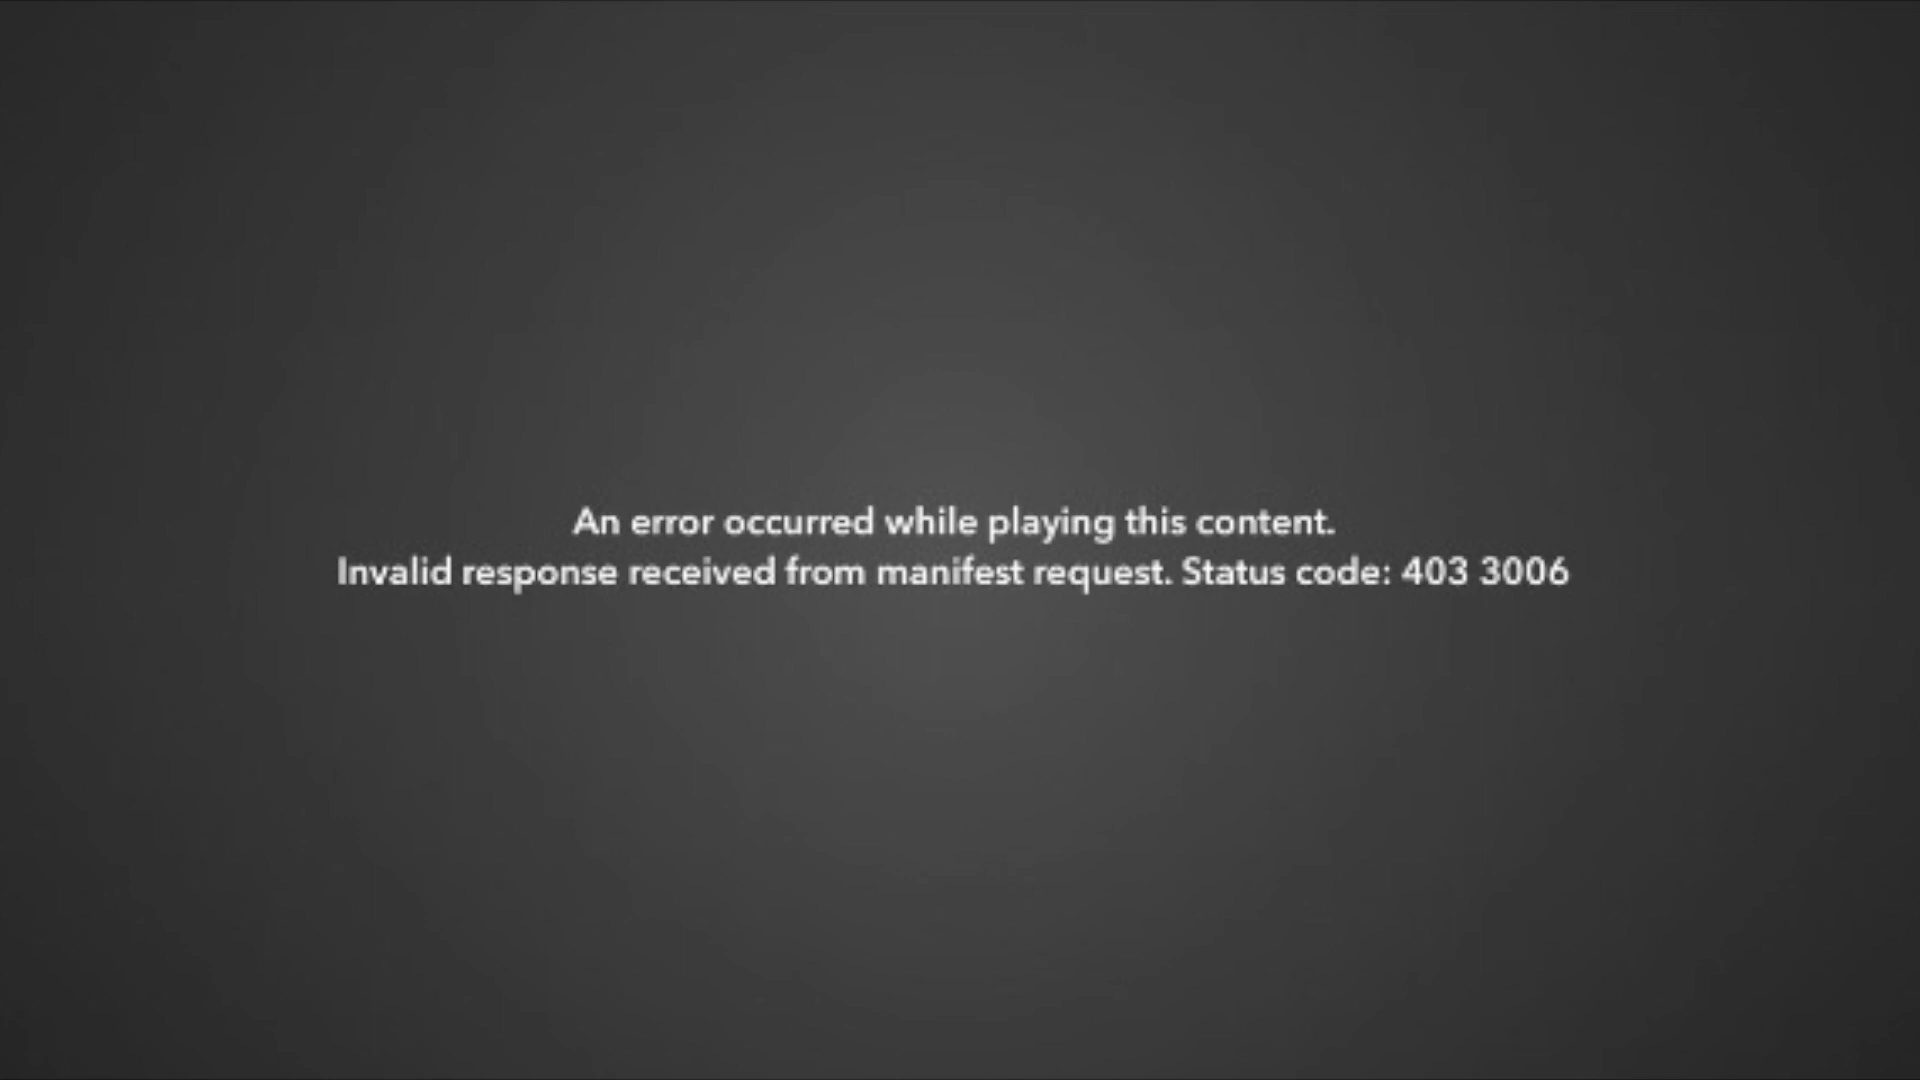 An error occurred while playing this content.
Invalid response received from manifest request. Status code: 403 3006